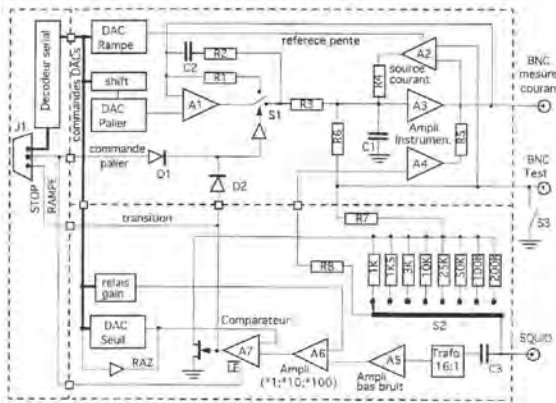 DAC
Rampe
referece pente
A2
BNC
mesure
courant
Decodeur serial
commandes DACs
shift
DAC
Palier
C2
R2
R1
A1
S1
R3
R4
source
courant
A3
Ampli
Instrumen.
R5
R6
C1
A4
BNC
Test
J1
commande
palier
D1
D2
STOP
RAMPE
transition
R7
S3
R8
1K
1K5
3K
10K
25K
50K
100R
200R
relais
gain
S2
DAC
Seuil
Comparateur
SQUID
RAZ
A7
LE
A6
Ampli
(*1;*10;*100)
A5
Ampli
bas bruit
Trafo
16:1
C3